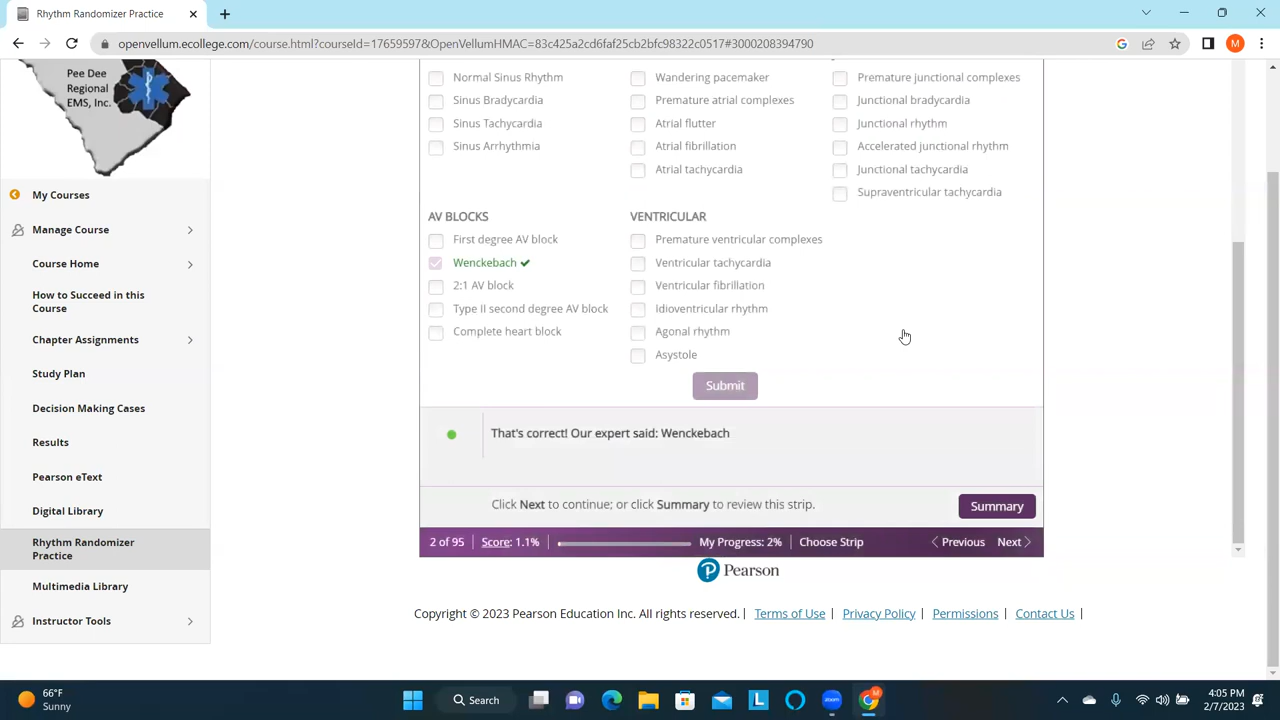 Rhythm Randomizer Practice
openvellum.ecollege.com/course.html?courseId=17659597&OpenVellumHMAC=13c425a2cd6faf25cb2bfc98322c0517#3000208394790
M
Pee Dee
Regional
EMS, Inc.
My Courses
Manage Course
Course Home
How to Succeed in this
Course
Chapter Assignments
Study Plan
Decision Making Cases
Results
Pearson eText
Digital Library
Rhythm Randomizer
Practice
Multimedia Library
Instructor Tools
Normal Sinus Rhythm
Sinus Bradycardia
Sinus Tachycardia
Sinus Arrhythmia
Wandering pacemaker
Premature atrial complexes
Atrial flutter
Atrial fibrillation
Atrial tachycardia
Premature junctional complexes
Junctional bradycardia
Junctional rhythm
Accelerated junctional rhythm
Junctional tachycardia
Supraventricular tachycardia
AV BLOCKS
First degree AV block
Wenckebach
2:1 AV block
Type II second degree AV block
Complete heart block
VENTRICULAR
Premature ventricular complexes
Ventricular tachycardia
Ventricular fibrillation
Idioventricular rhythm
Agonal rhythm
Asystole
Submit
That's correct! Our expert said: Wenckebach
Click Next to continue; or click Summary to review this strip.
Summary
2 of 95 Score: 1.1% My Progress: 2% Choose Strip Previous Next
Pearson
Copyright © 2023 Pearson Education Inc. All rights reserved. | Terms of Use | Privacy Policy | Permissions | Contact Us |
66°F
Sunny
Search
L
zoom
M
4:05 PM
2/7/2023